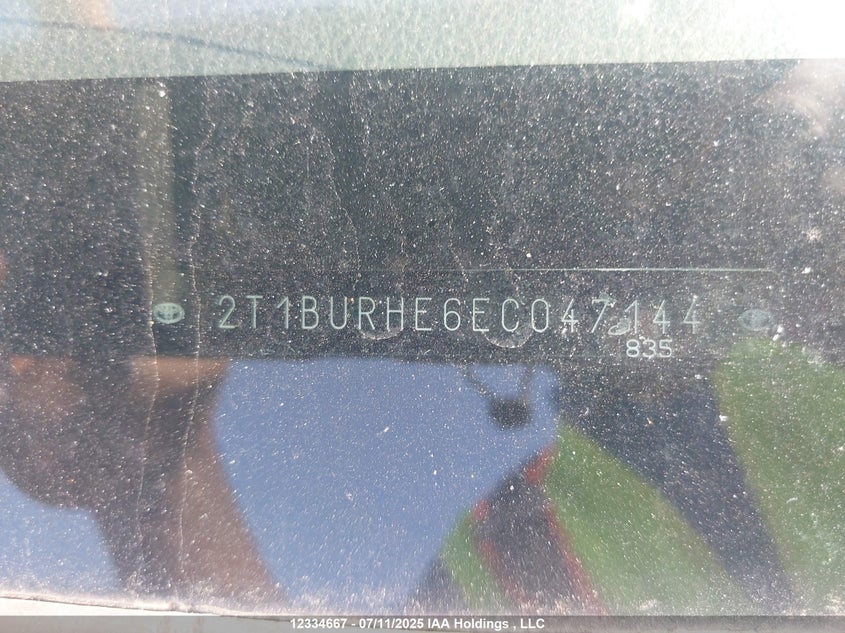 2T1BURHE6EC047144
835
12334667 - 07/11/2025 IAA Holdings , LLC